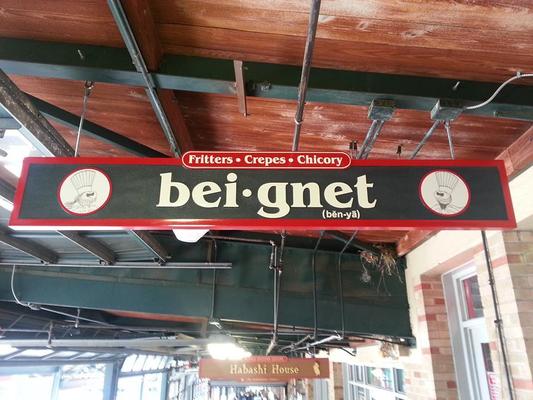 Fritters • Crepes • Chicory
bei•gnet
(bĕn-yā)
Habashi House